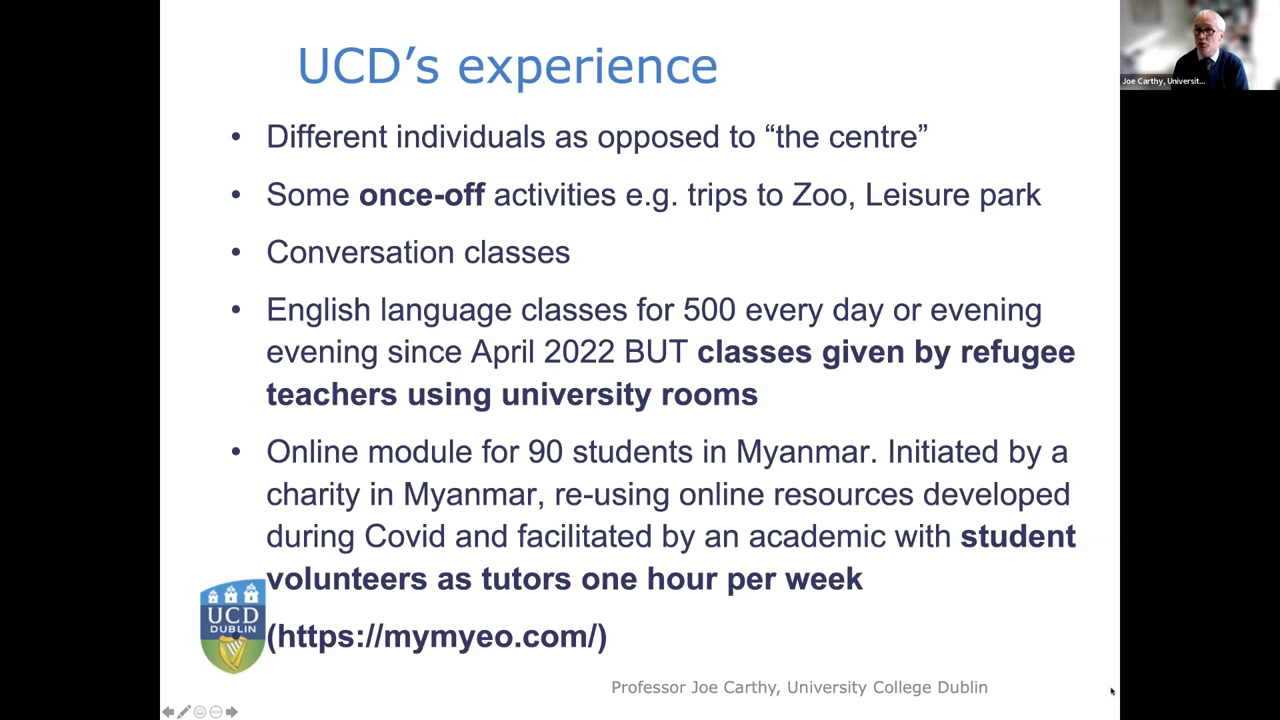 UCD’s experience
Joe Carthy, Universit...
• Different individuals as opposed to “the centre”
• Some once-off activities e.g. trips to Zoo, Leisure park
• Conversation classes
• English language classes for 500 every day or evening
evening since April 2022 BUT classes given by refugee
teachers using university rooms
• Online module for 90 students in Myanmar. Initiated by a
charity in Myanmar, re-using online resources developed
during Covid and facilitated by an academic with student
volunteers as tutors one hour per week
(https://mymyeo.com/)
UCD
DUBLIN
Professor Joe Carthy, University College Dublin